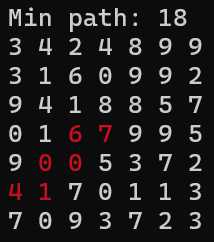 Min path: 18
3 4 2 4 8 9 9
3 1 6 0 9 9 2
9 4 1 8 8 5 7
0 1 6 7 9 9 5
9 0 0 5 3 7 2
4 1 7 0 1 1 3
7 0 9 3 7 2 3